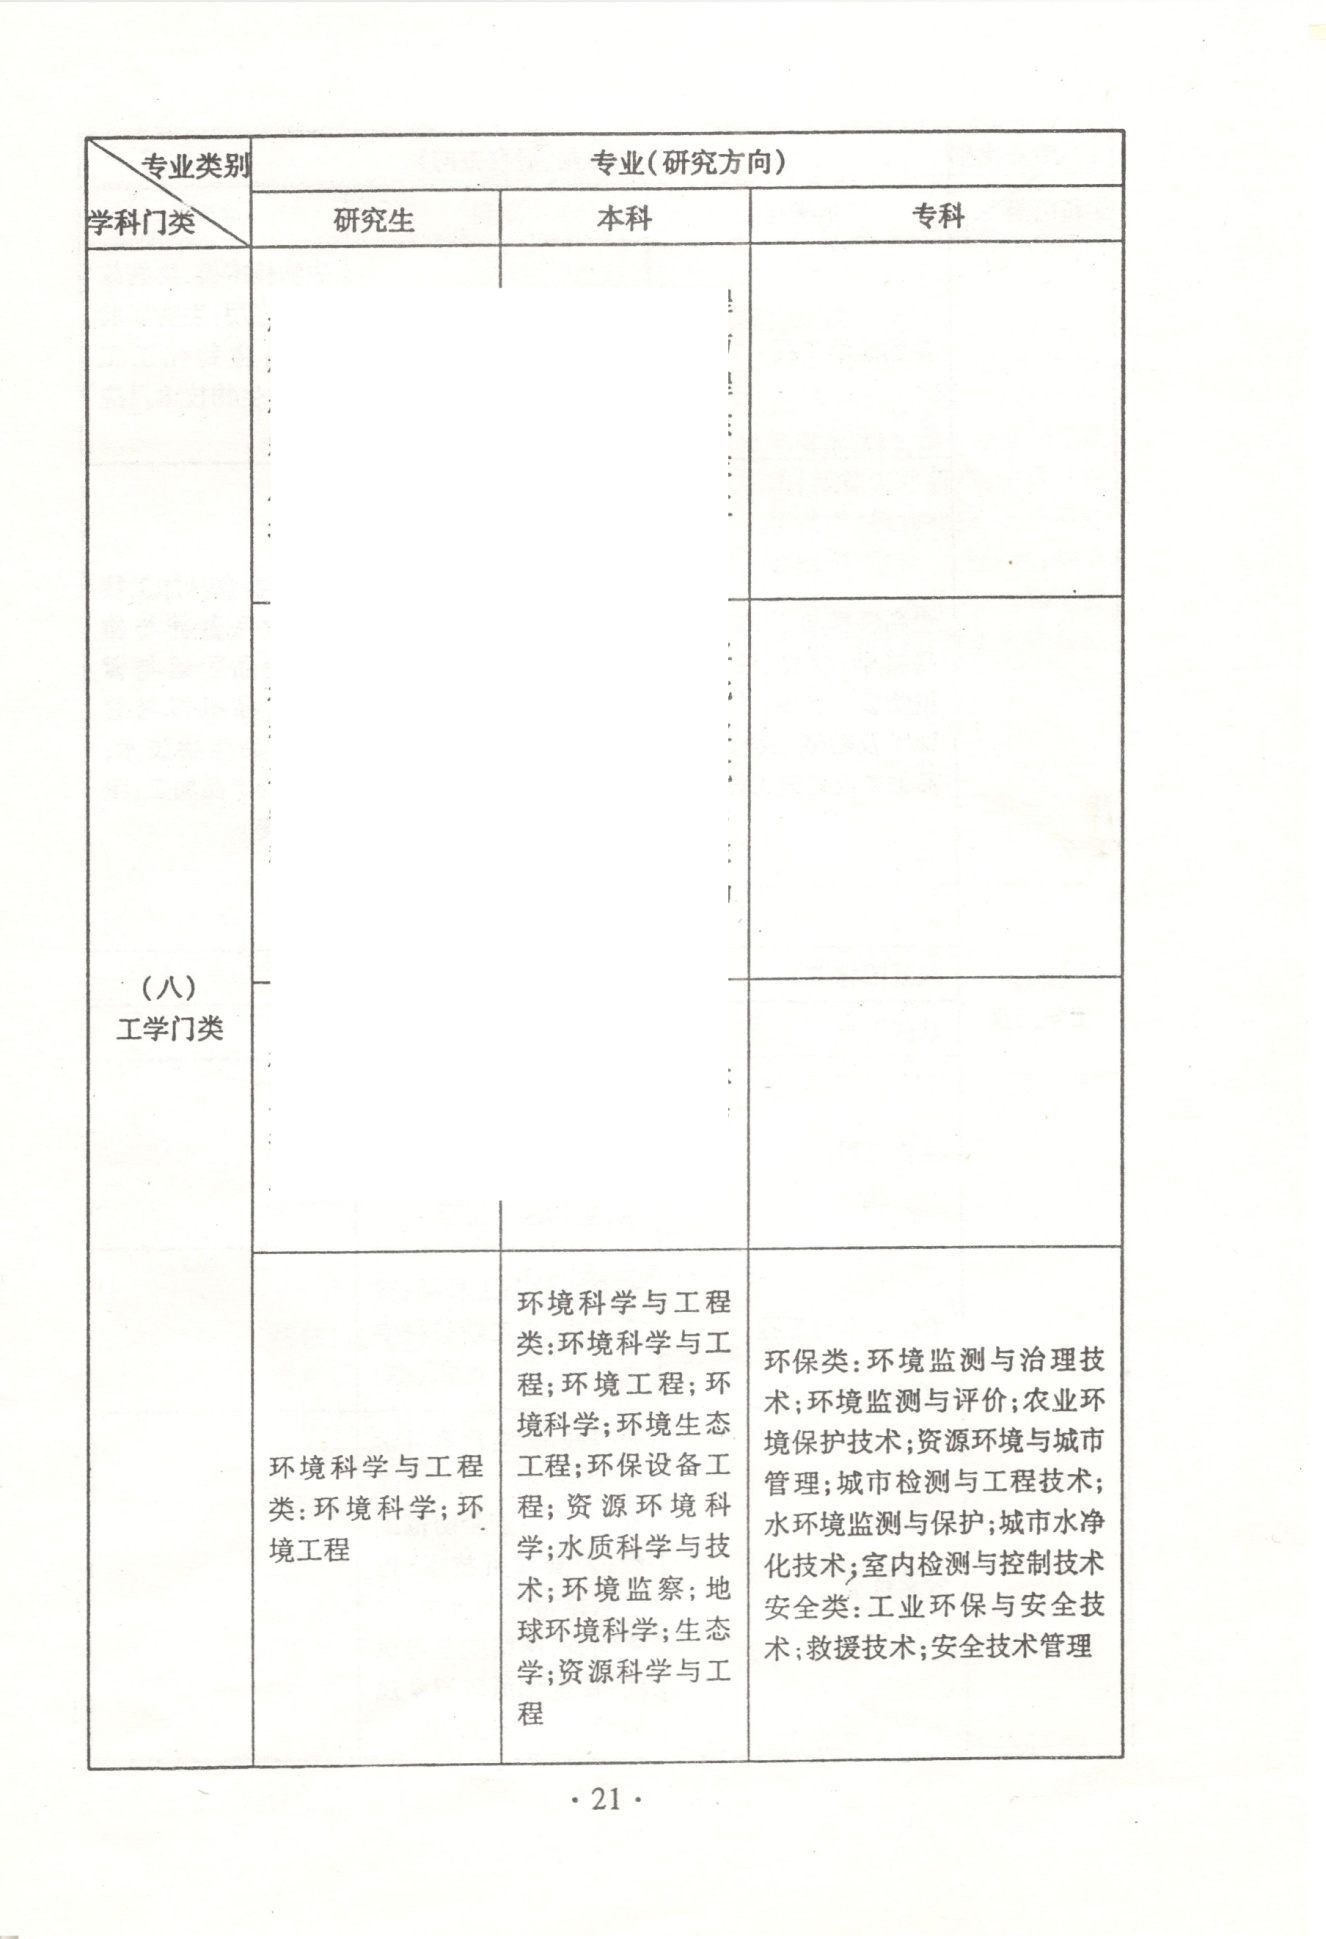 专业类别
专业(研究方向)
学科门类
研究生
本科
专科
(八)
工学门类
环境科学与工程
类:环境科学;环
境工程
环境科学与工程
类:环境科学与工
程;环境工程;环
境科学;环境生态
工程;环保设备工
程;资源环境科
学;水质科学与技
术;环境监察;地
球环境科学;生态
学;资源科学与工
程
环保类:环境监测与治理技
术;环境监测与评价;农业环
境保护技术;资源环境与城市
管理;城市检测与工程技术;
水环境监测与保护;城市水净
化技术;室内检测与控制技术
安全类:工业环保与安全技
术;救援技术;安全技术管理
·21·